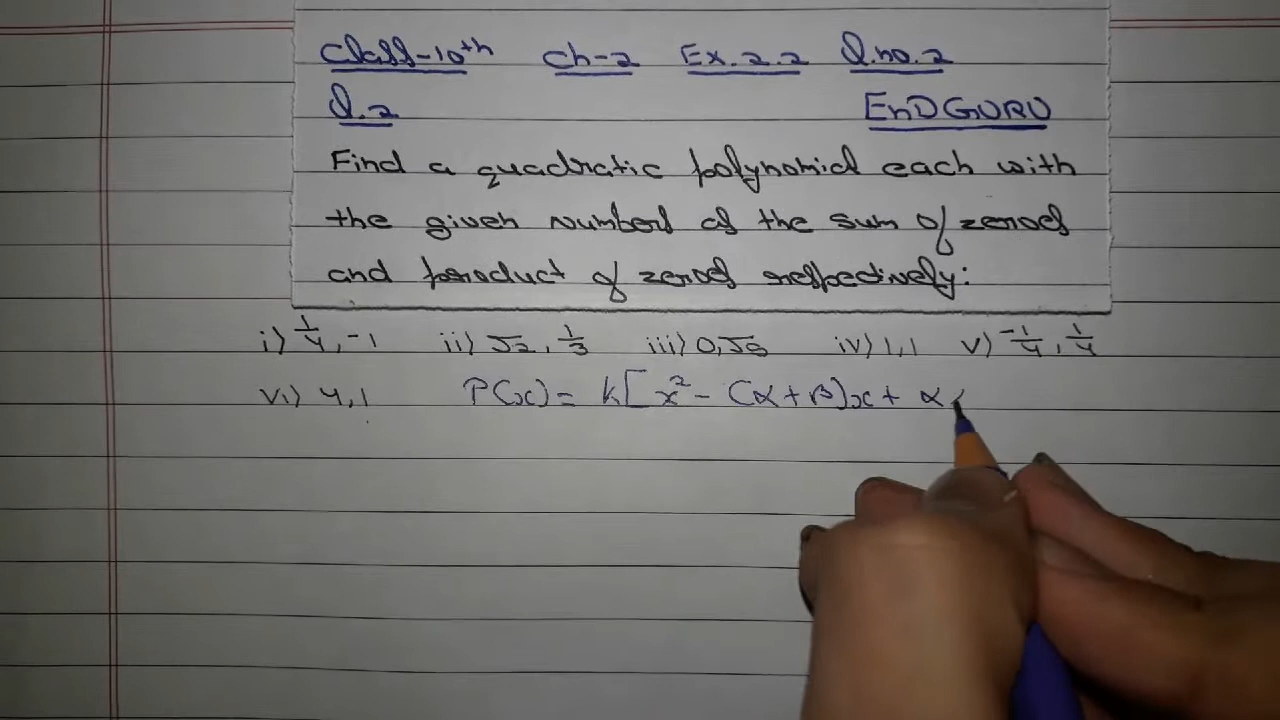 Class-10th Ch-2 Ex.2.2 Q.no.2
Q.2 EnDGURU
Find a quadratic polynomial each with
the given numbers as the sum of zeroes
and product of zeroes respectively:
i) 1/4, -1 ii) √2, 1/3 iii) 0, √5 iv) 1, 1 v) -1/4, 1/4
vi) 4, 1 P(x) = k[x² - (α+β)x + α